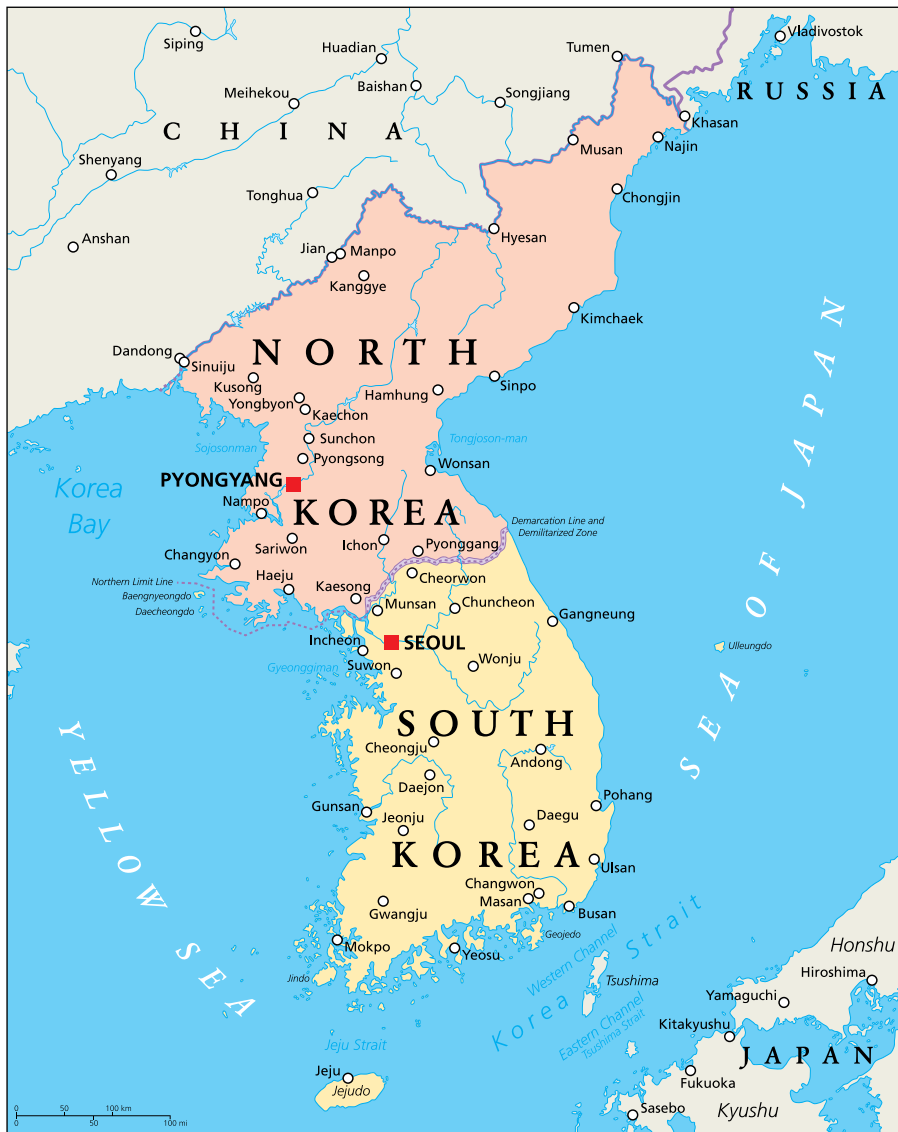 Siping
Huadian
Tumen
Vladivostok
Meihekou
Baishan
Songjiang
RUSSIA
CHINA
Khasan
Musan
Najin
Shenyang
Tonghua
Chongjin
Anshan
Hyesan
Jian
Manpo
Kanggye
Kimchaek
Dandong
Sinuiju
NORTH
Kusong
Yongbyon
Hamhung
Sinpo
Kaechon
Sunchon
Sojosonman
Tongjoson-man
Pyongsong
Wonsan
PYONGYANG
Korea
Bay
Nampo
KOREA
Demarcation Line and
Demilitarized Zone
Sariwon
Ichon
Pyonggang
Changyon
Haeju
Kaesong
Cheorwon
Northern Limit Line
Baengnyeongdo
Daecheongdo
Munsan
Chuncheon
Gangneung
Incheon
SEOUL
Ulleungdo
Gyeonggiman
Suwon
Wonju
SEA OF JAPAN
YELLOW SEA
SOUTH
Cheongju
Andong
Daejon
Gunsan
Jeonju
Pohang
Daegu
KOREA
Ulsan
Changwon
Masan
Gwangju
Busan
Geojedo
Mokpo
Yeosu
Jindo
Western Channel
Korea Strait
Tsushima
Eastern Channel
Tsushima Strait
Honshu
Hiroshima
Yamaguchi
Kitakyushu
JAPAN
Jeju Strait
Jeju
Jejudo
Fukuoka
Kyushu
Sasebo
0 50 100 km
0 50 100 mi